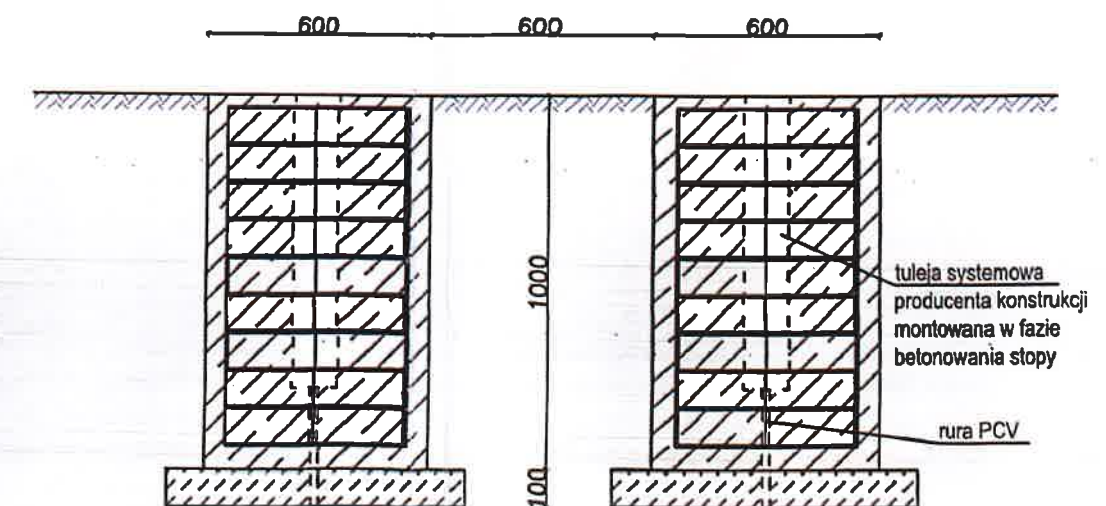 600 600 600
1000
tuleja systemowa
producenta konstrukcji
montowana w fazie
betonowania stopy
rura PCV
100